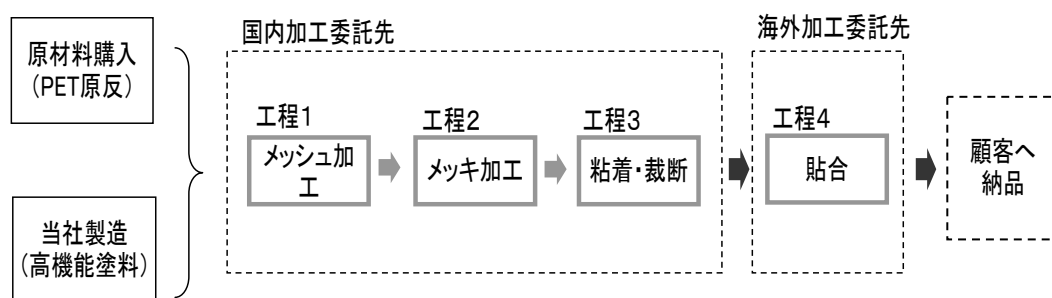 原材料購入
(PET原反)
当社製造
(高機能塗料)
国内加工委託先
工程1
メッシュ加
工
工程2
メッキ加工
工程3
粘着・裁断
海外加工委託先
工程4
貼合
顧客へ
納品